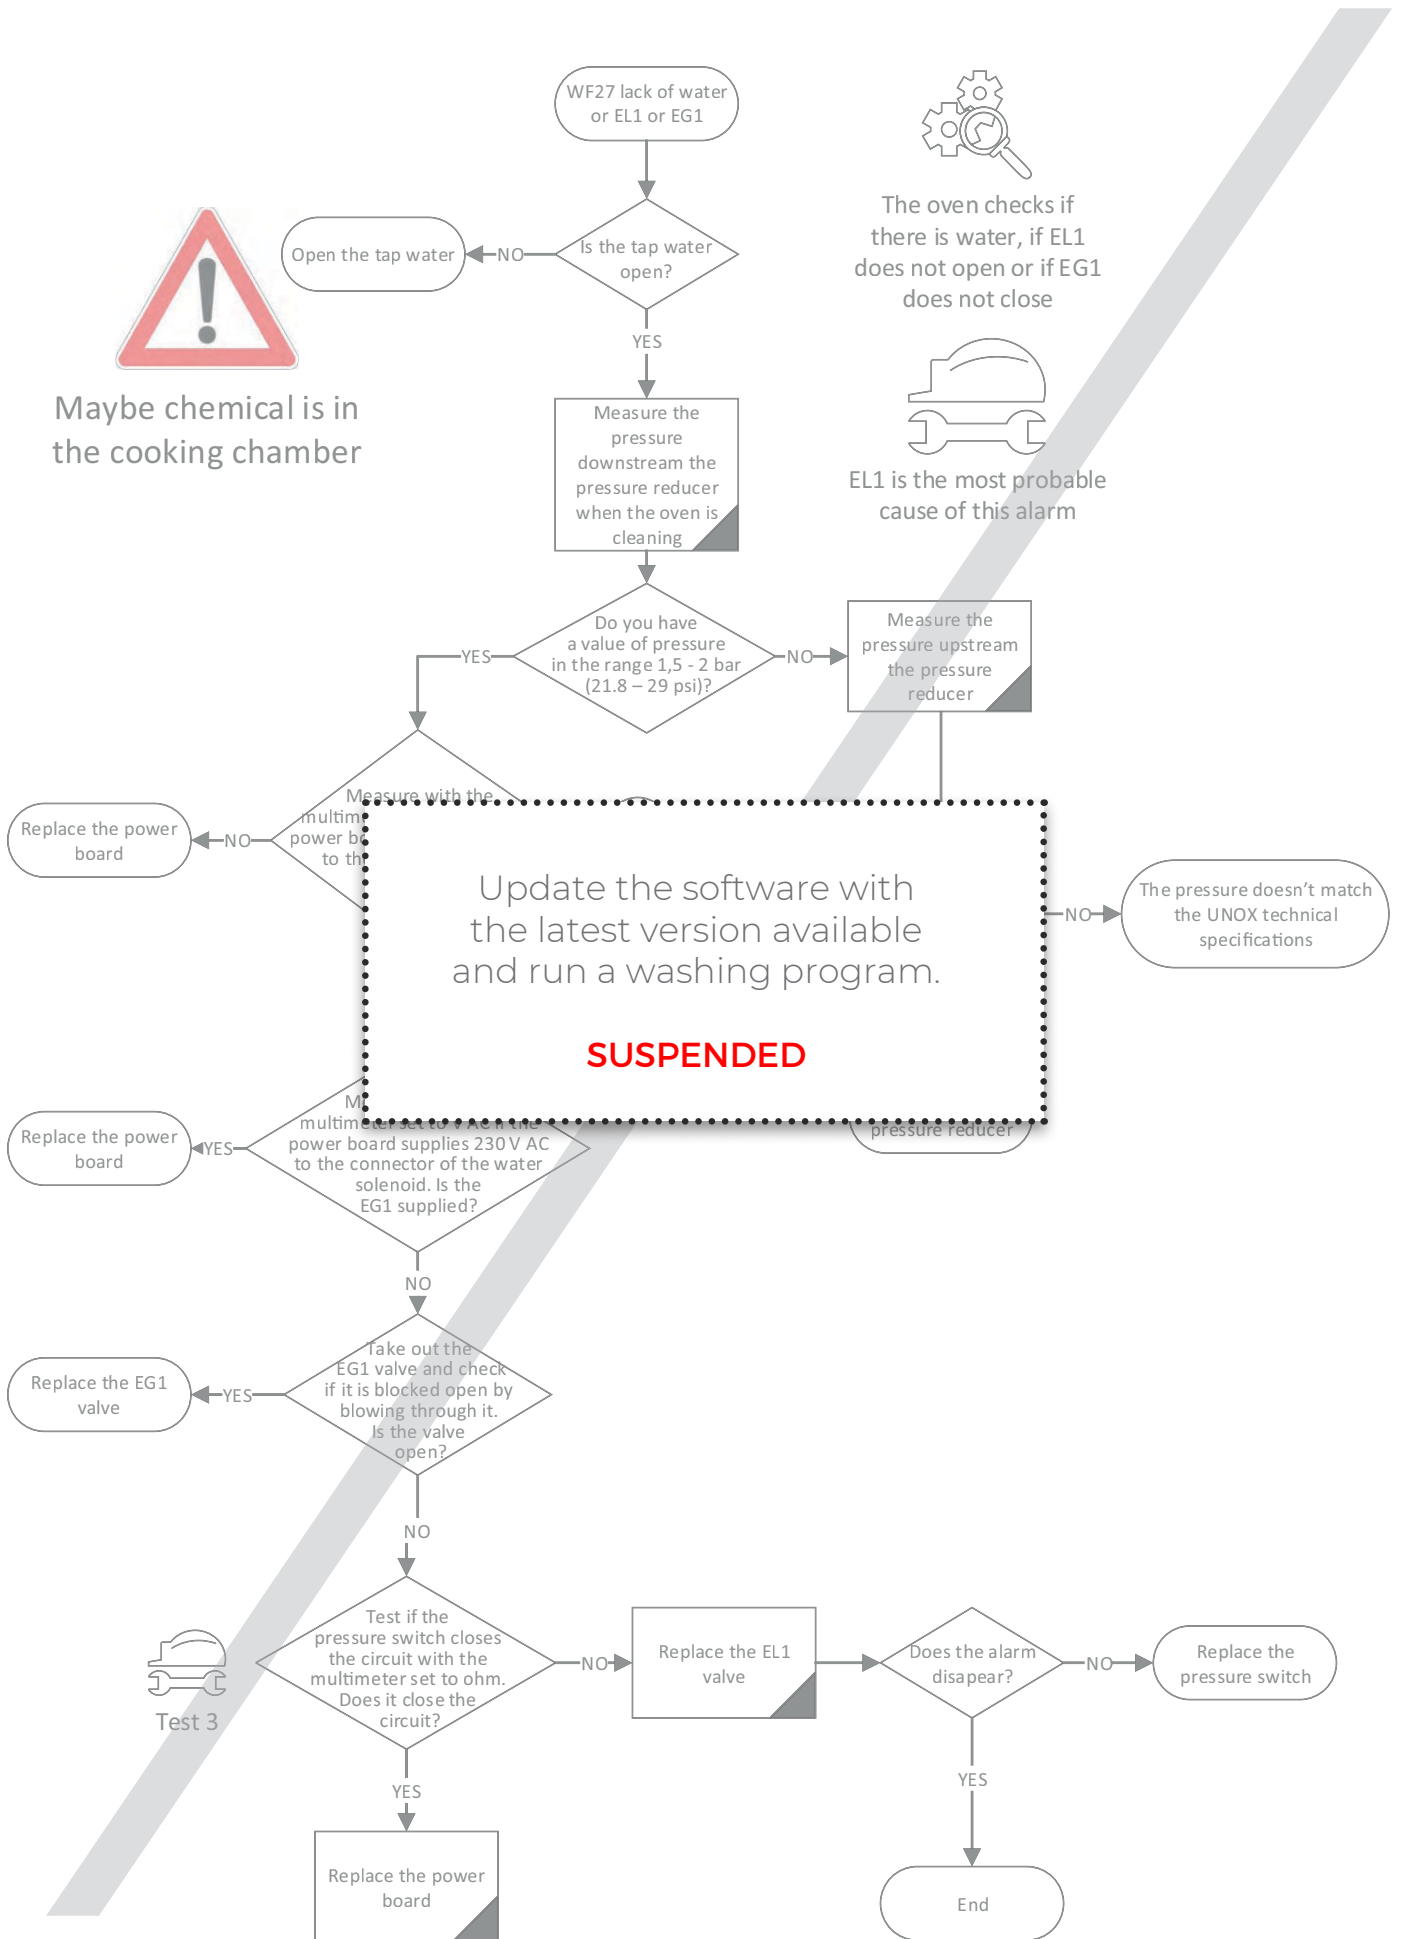 WF27 lack of water
or EL1 or EG1
The oven checks if
there is water, if EL1
does not open or if EG1
does not close
Open the tap water
NO
Is the tap water
open?
YES
Maybe chemical is in
the cooking chamber
Measure the
pressure
downstream the
pressure reducer
when the oven is
cleaning
EL1 is the most probable
cause of this alarm
YES
Do you have
a value of pressure
in the range 1,5 - 2 bar
(21.8 – 29 psi)?
NO
Measure the
pressure upstream
the pressure
reducer
Replace the power
board
NO
Measure with the
power
to
Update the software with
the latest version available
and run a washing program.
SUSPENDED
NO
The pressure doesn't match
the UNOX technical
specifications
pressure reducer
Replace the power
board
YES
multimeter set to V AC if the
power board supplies 230 V AC
to the connector of the water
solenoid. Is the
EG1 supplied?
NO
Replace the EG1
valve
YES
Take out the
EG1 valve and check
if it is blocked open by
blowing through it.
Is the valve
open?
NO
Test 3
Test if the
pressure switch closes
the circuit with the
multimeter set to ohm.
Does it close the
circuit?
NO
Replace the EL1
valve
Does the alarm
disapear?
NO
Replace the
pressure switch
YES
Replace the power
board
YES
End